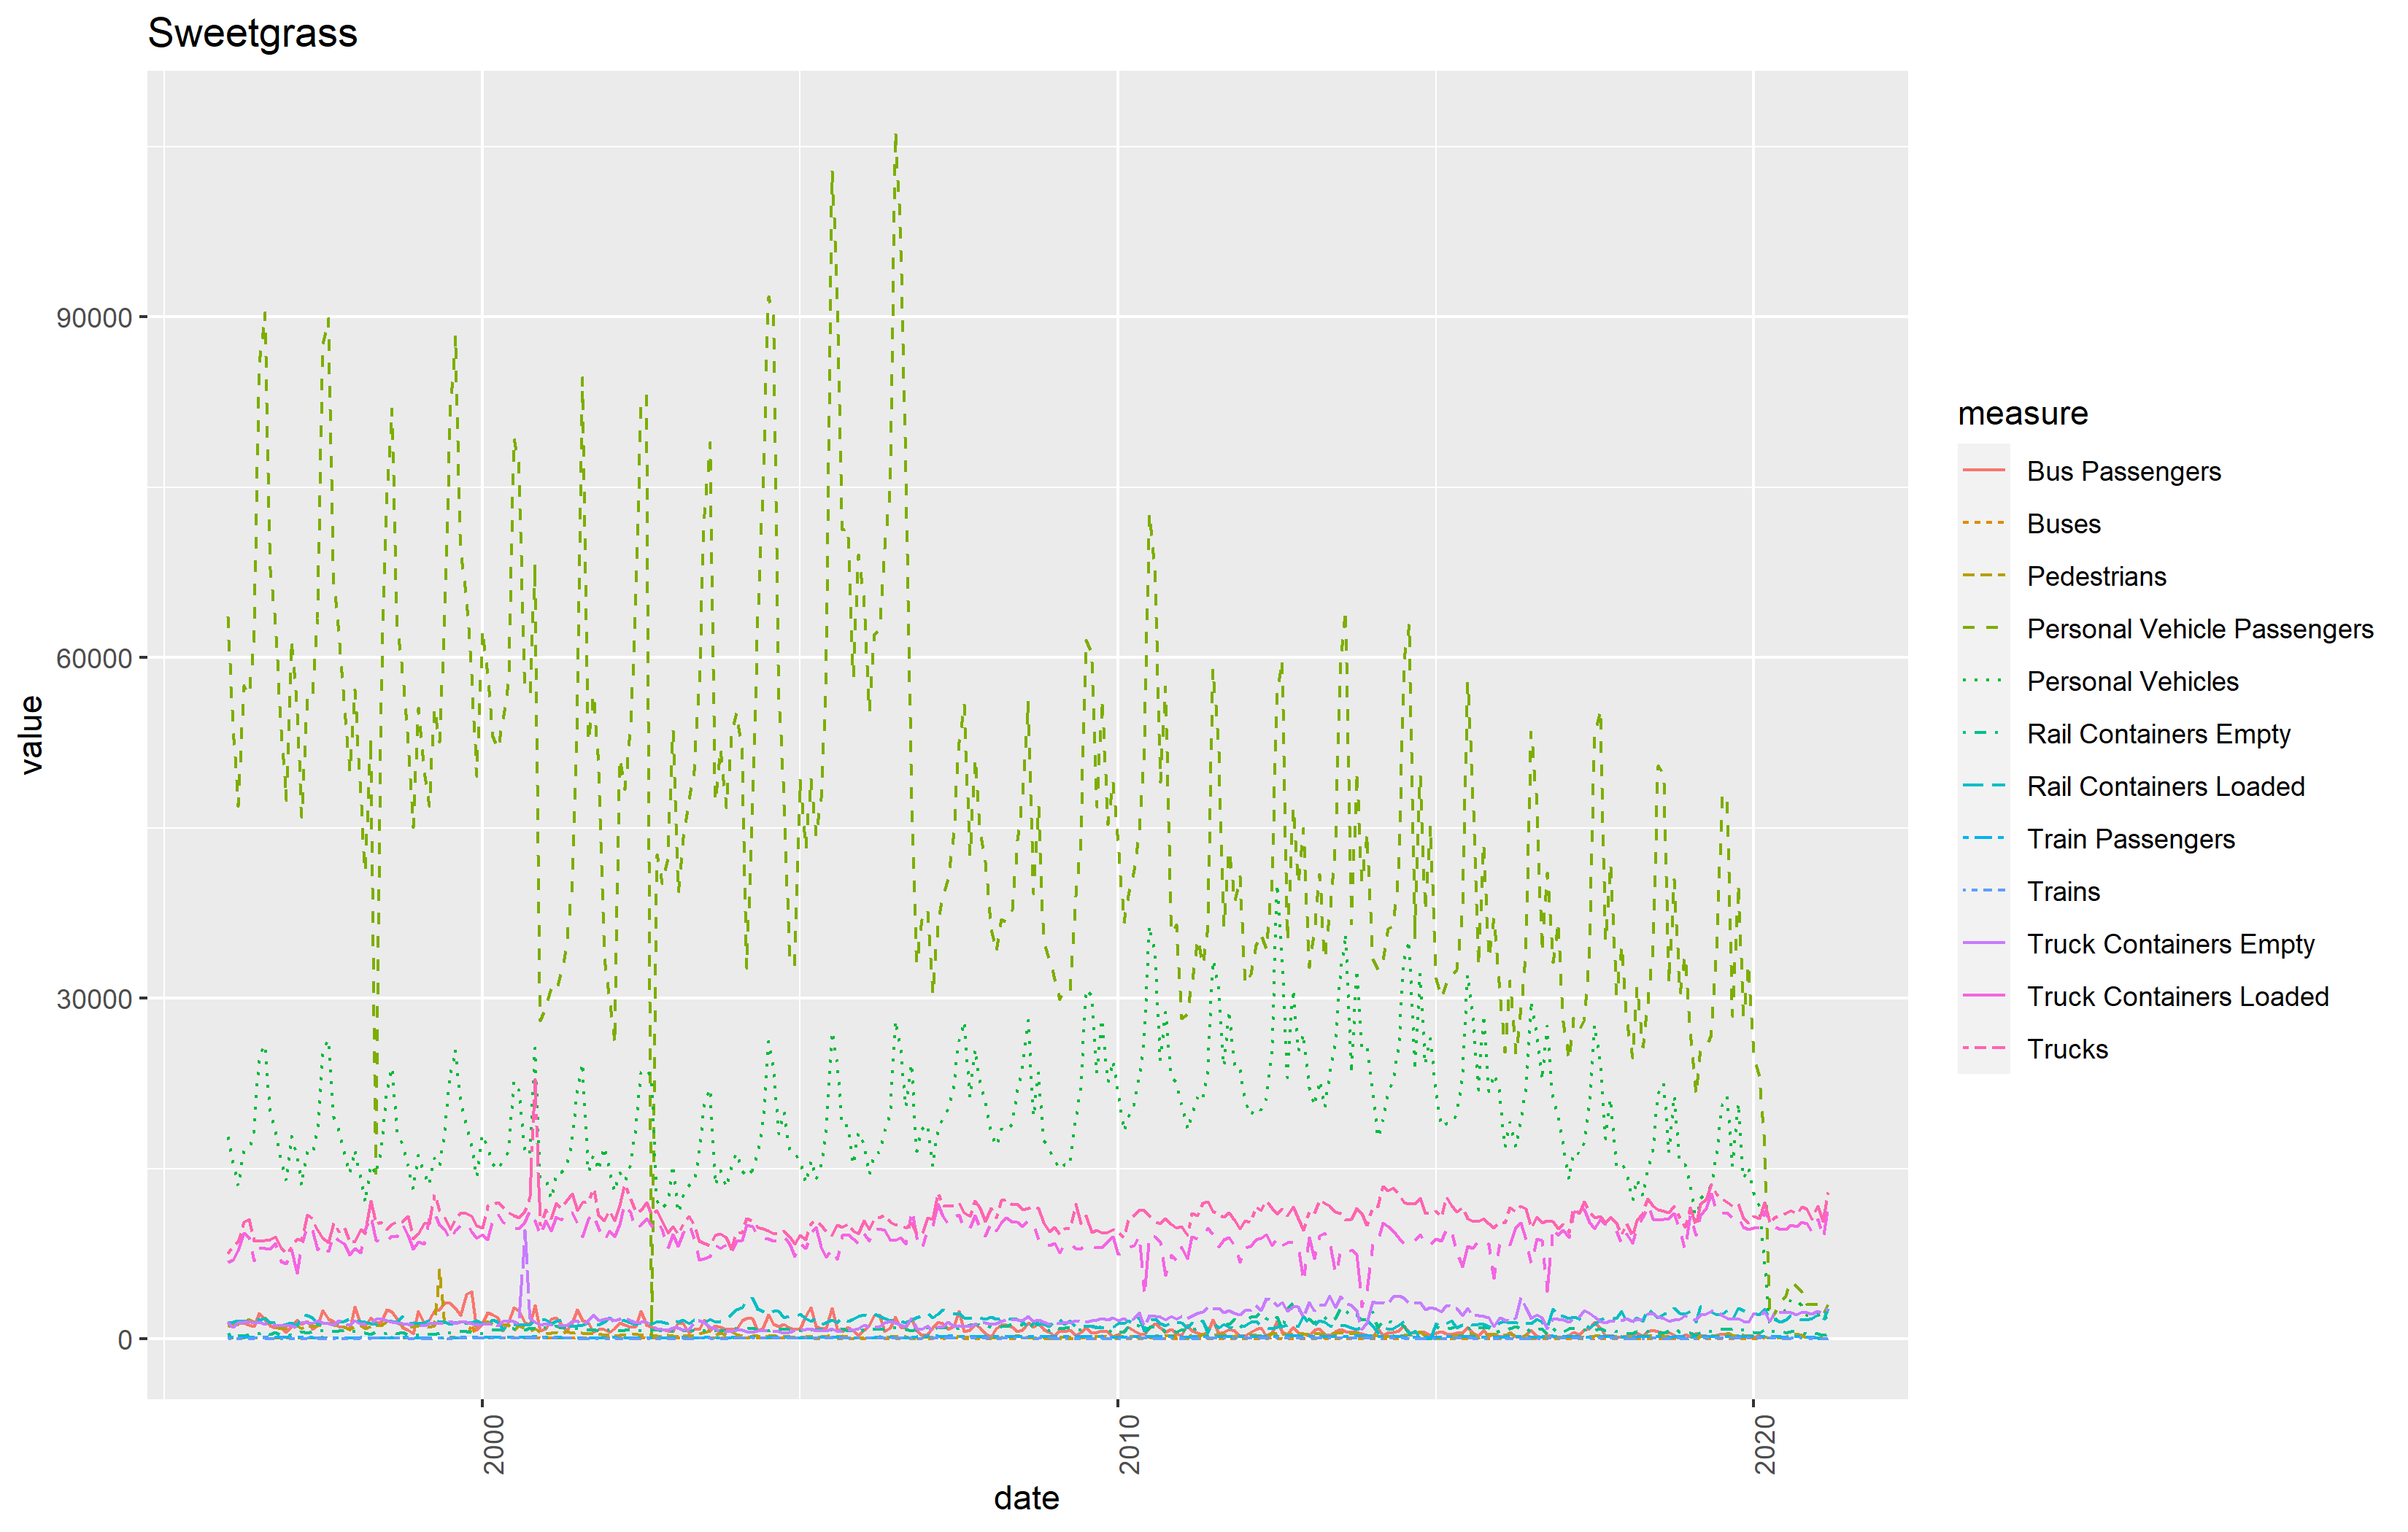 Sweetgrass
value
90000
60000
30000
0
2000
2010
2020
date
measure
Bus Passengers
Buses
Pedestrians
Personal Vehicle Passengers
Personal Vehicles
Rail Containers Empty
Rail Containers Loaded
Train Passengers
Trains
Truck Containers Empty
Truck Containers Loaded
Trucks